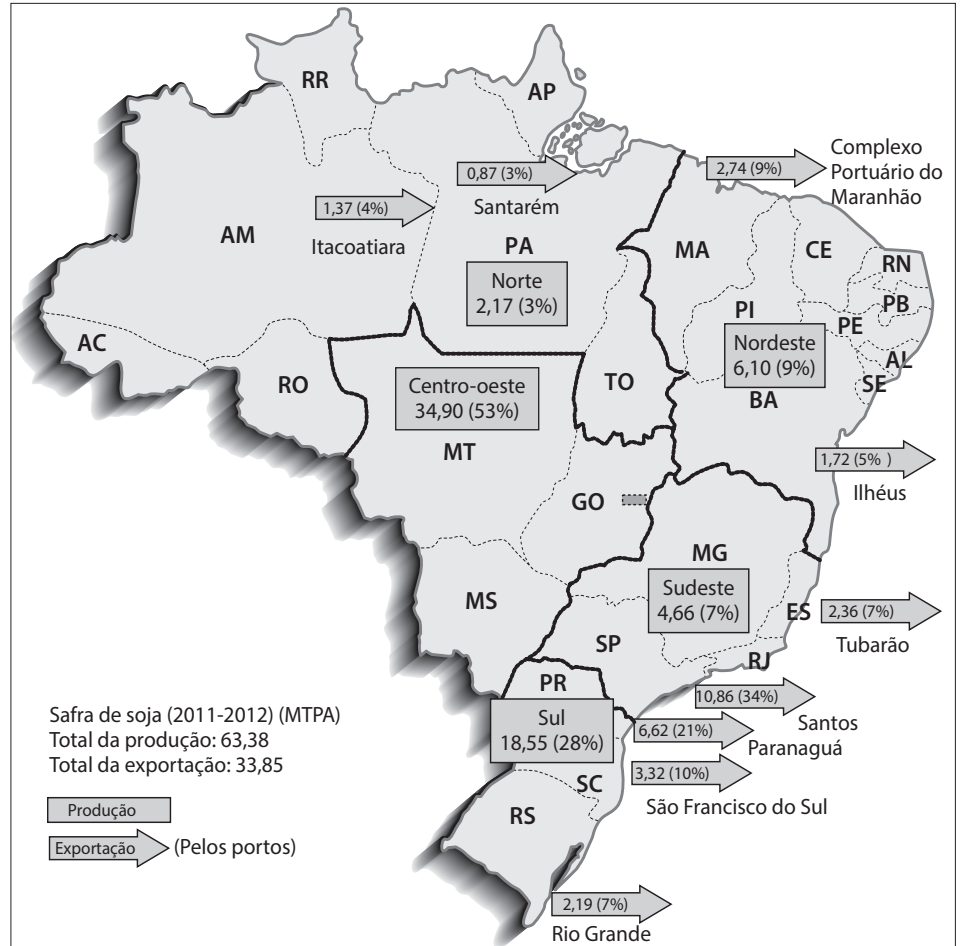 RR
AP
Complexo
Portuário do
Maranhão
2,74 (9%)
0,87 (3%)
Santarém
1,37 (4%)
Itacoatiara
AM
PA
MA
CE
RN
PB
PE
PI
AL
SE
Norte
2,17 (3%)
Nordeste
6,10 (9%)
BA
AC
RO
TO
Centro-oeste
34,90 (53%)
MT
1,72 (5% )
Ilhéus
GO
MG
Sudeste
4,66 (7%)
MS
ES
2,36 (7%)
Tubarão
SP
RJ
PR
10,86 (34%)
Santos
Sul
18,55 (28%)
6,62 (21%)
Paranaguá
3,32 (10%)
São Francisco do Sul
SC
RS
2,19 (7%)
Rio Grande
Safra de soja (2011-2012) (MTPA)
Total da produção: 63,38
Total da exportação: 33,85
Produção
Exportação (Pelos portos)